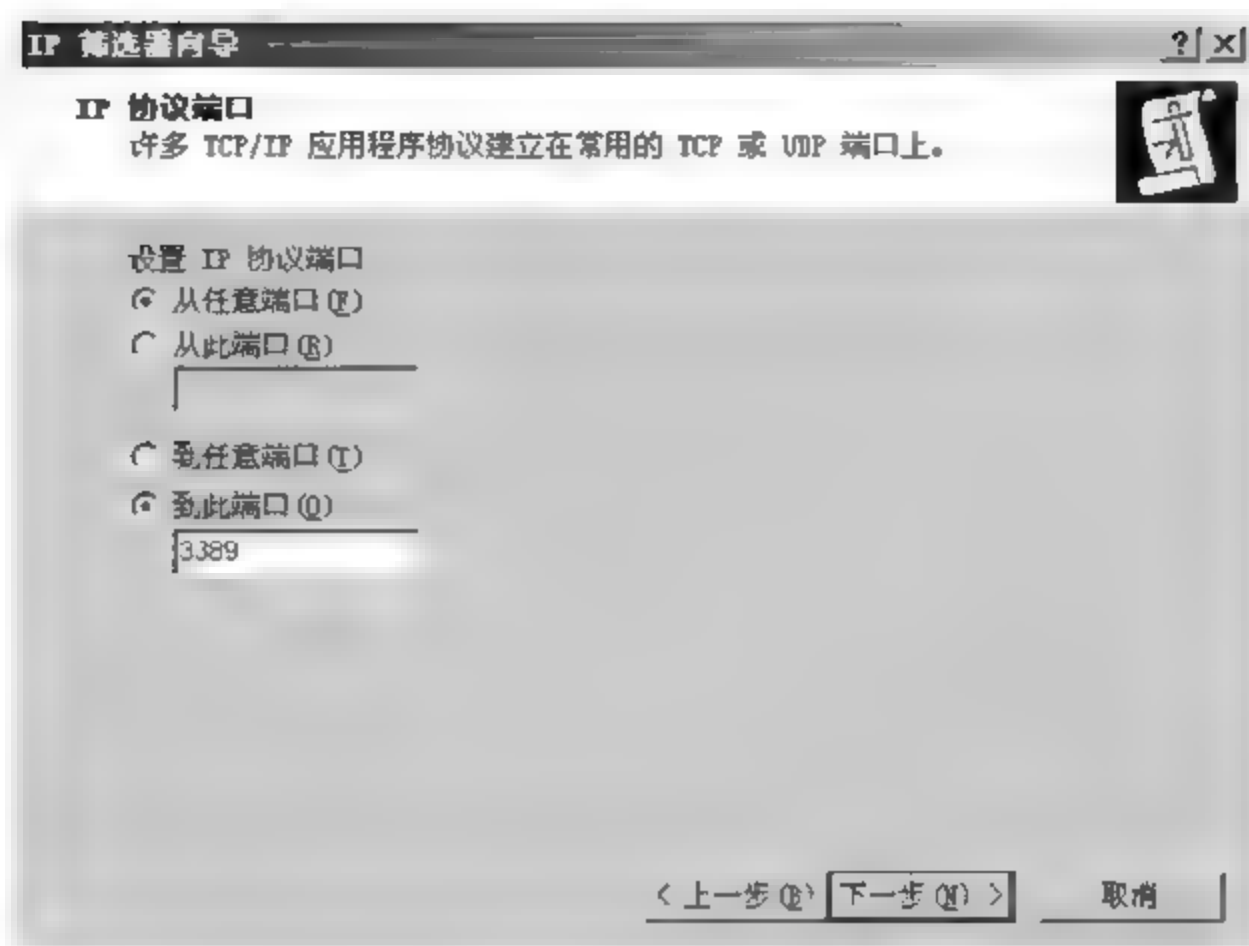 IP 筛选器向导
IP 协议端口
许多 TCP/IP 应用程序协议建立在常用的 TCP 或 UDP 端口上。
设置 IP 协议端口
从任意端口(F)
从此端口(R)
到任意端口(T)
到此端口(O)
3389
< 上一步(B) 下一步(N) > 取消